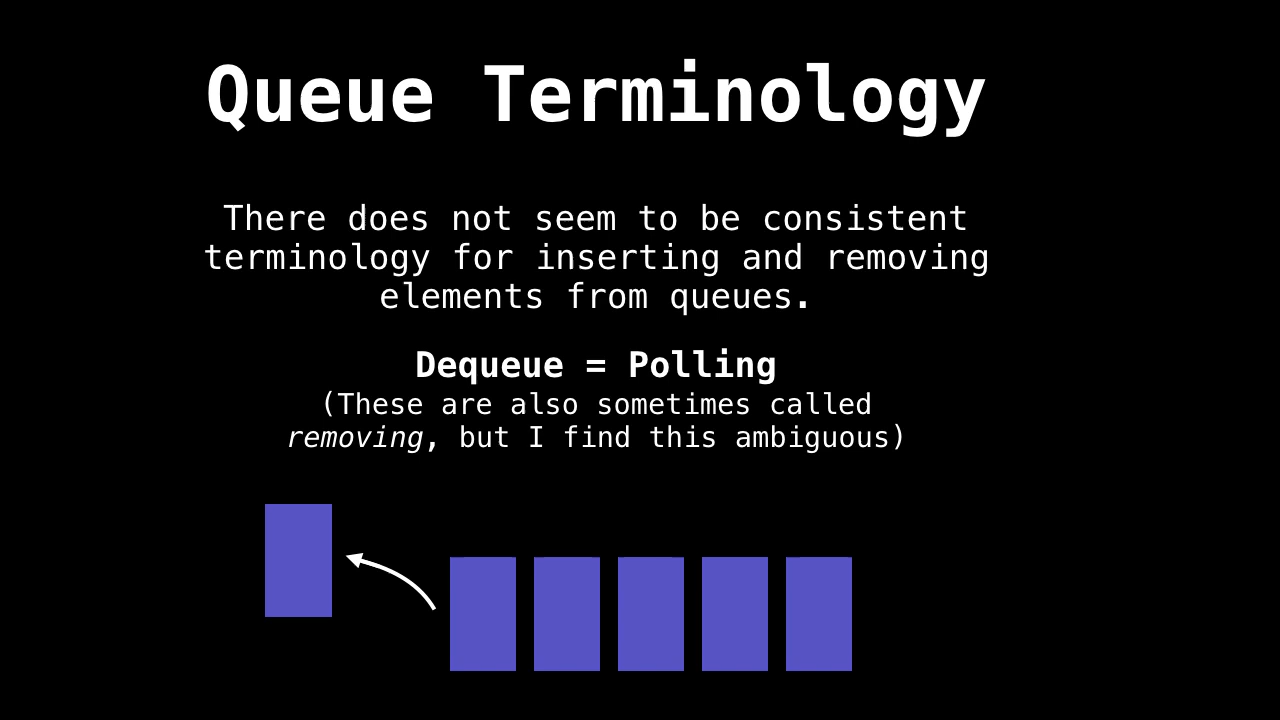 Queue Terminology
There does not seem to be consistent
terminology for inserting and removing
elements from queues.
Dequeue = Polling
(These are also sometimes called
removing, but I find this ambiguous)